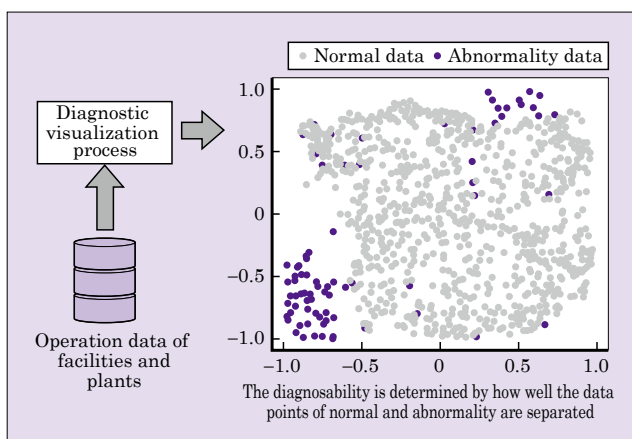 Normal data
Abnormality data
Diagnostic
visualization
process
Operation data of
facilities and
plants
1.0
0.5
0
−0.5
−1.0
−1.0
−0.5
0
0.5
1.0
The diagnosability is determined by how well the data
points of normal and abnormality are separated